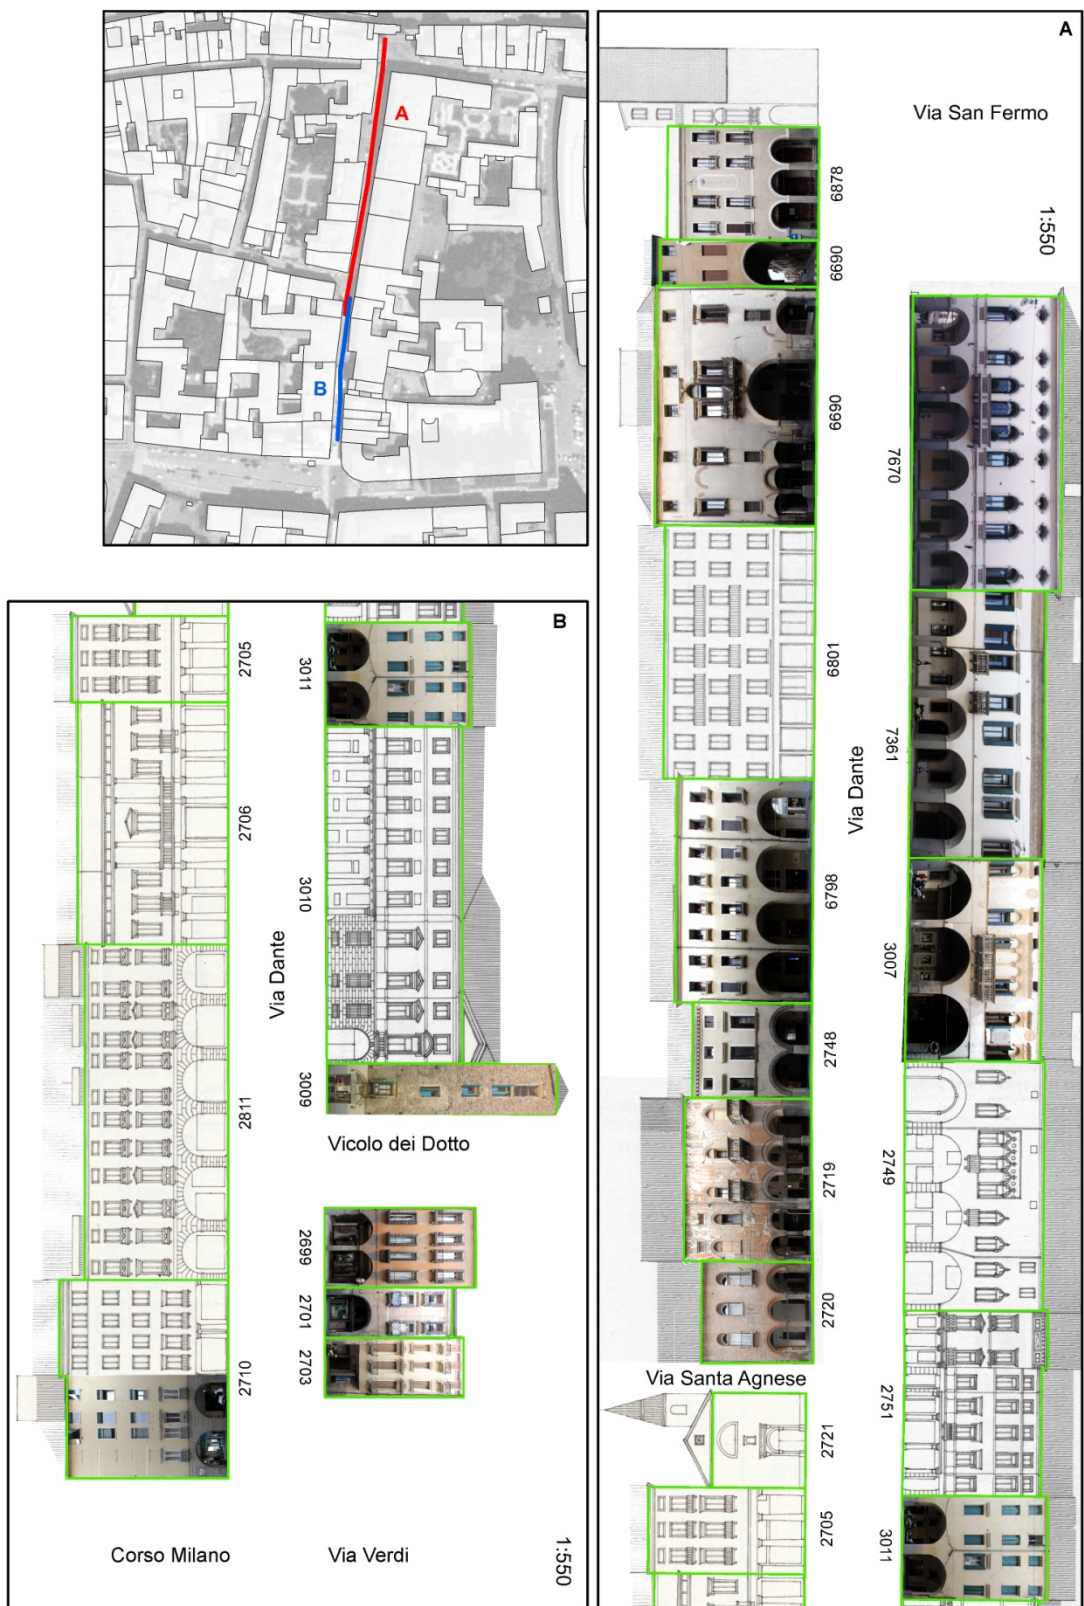 A
B
A
Via San Fermo
1:550
6878
6690
6690
6801
6798
2748
2719
2720
Via Santa Agnese
2721
2705
Via Dante
7670
7361
3007
2749
2751
3011
B
2705
2706
2811
2710
Via Dante
3011
3010
3009
Vicolo dei Dotto
2699
2701
2703
Corso Milano
Via Verdi
1:550